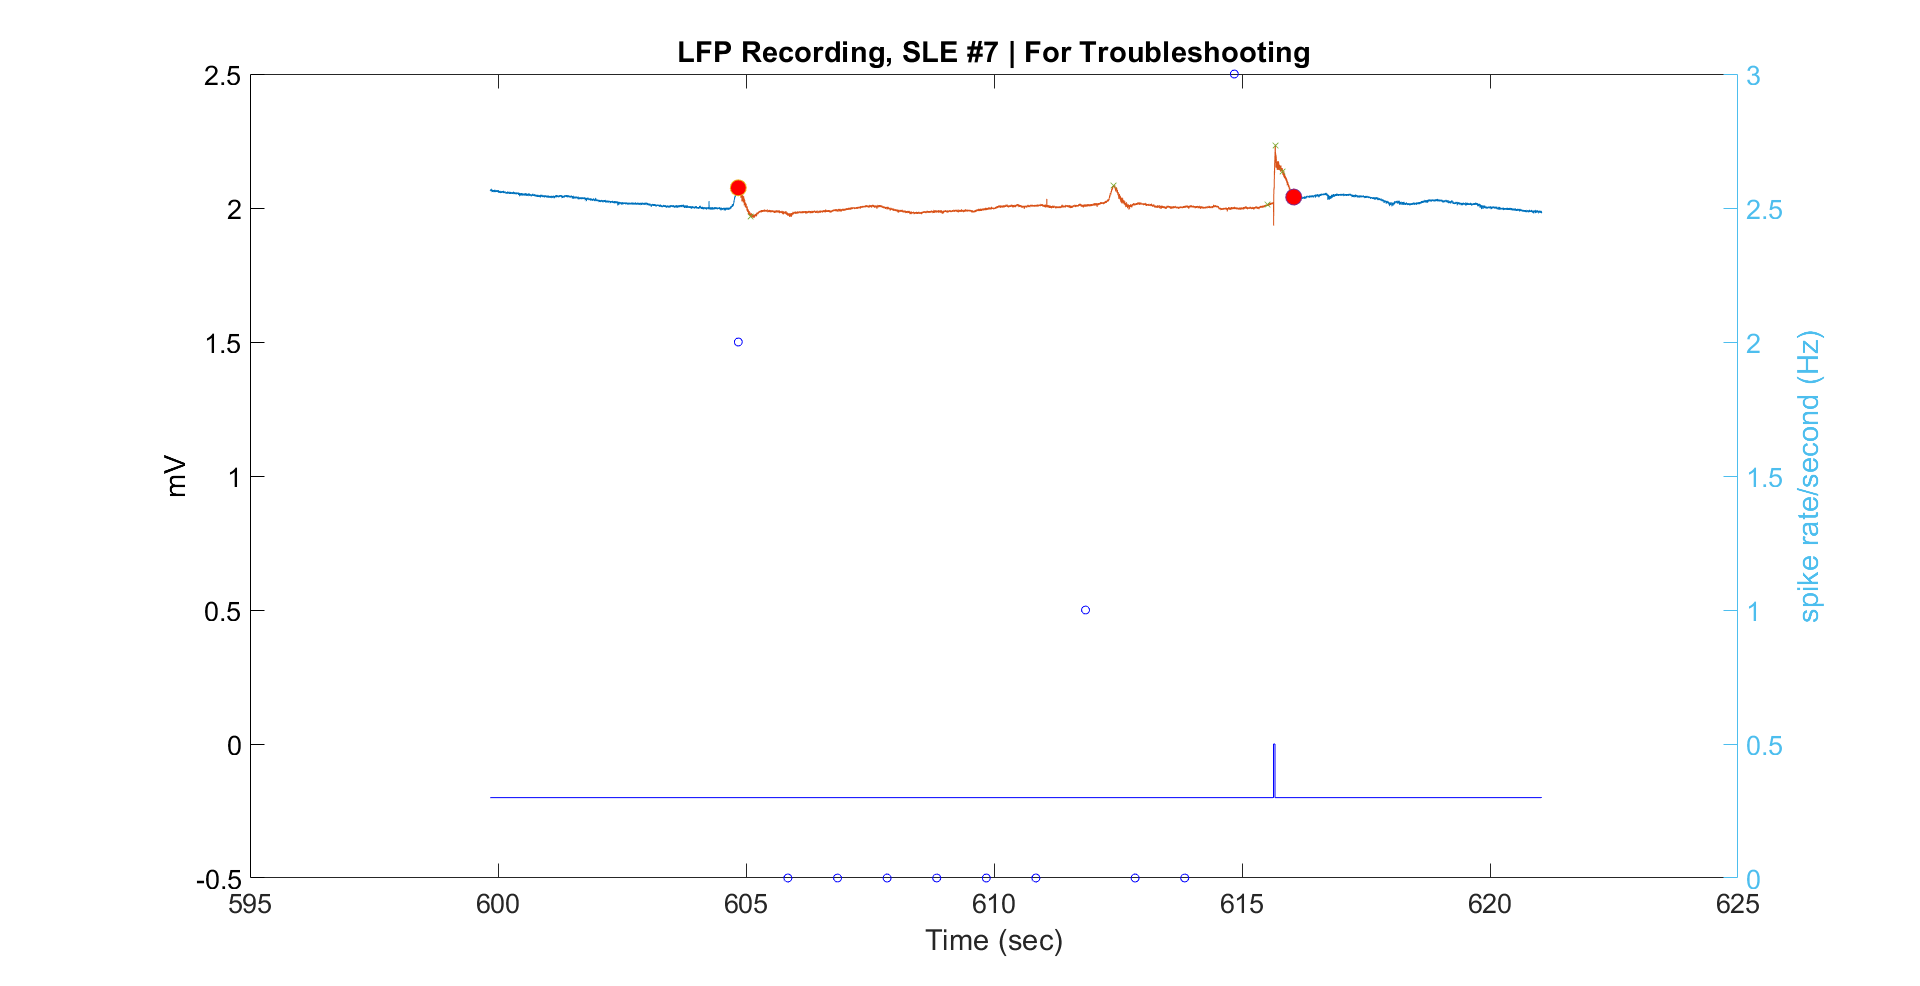 LFP Recording, SLE #7 | For Troubleshooting
2.5
2
1.5
1
0.5
0
-0.5
mV
3
2.5
2
1.5
1
0.5
0
spike rate/second (Hz)
595 600 605 610 615 620 625
Time (sec)